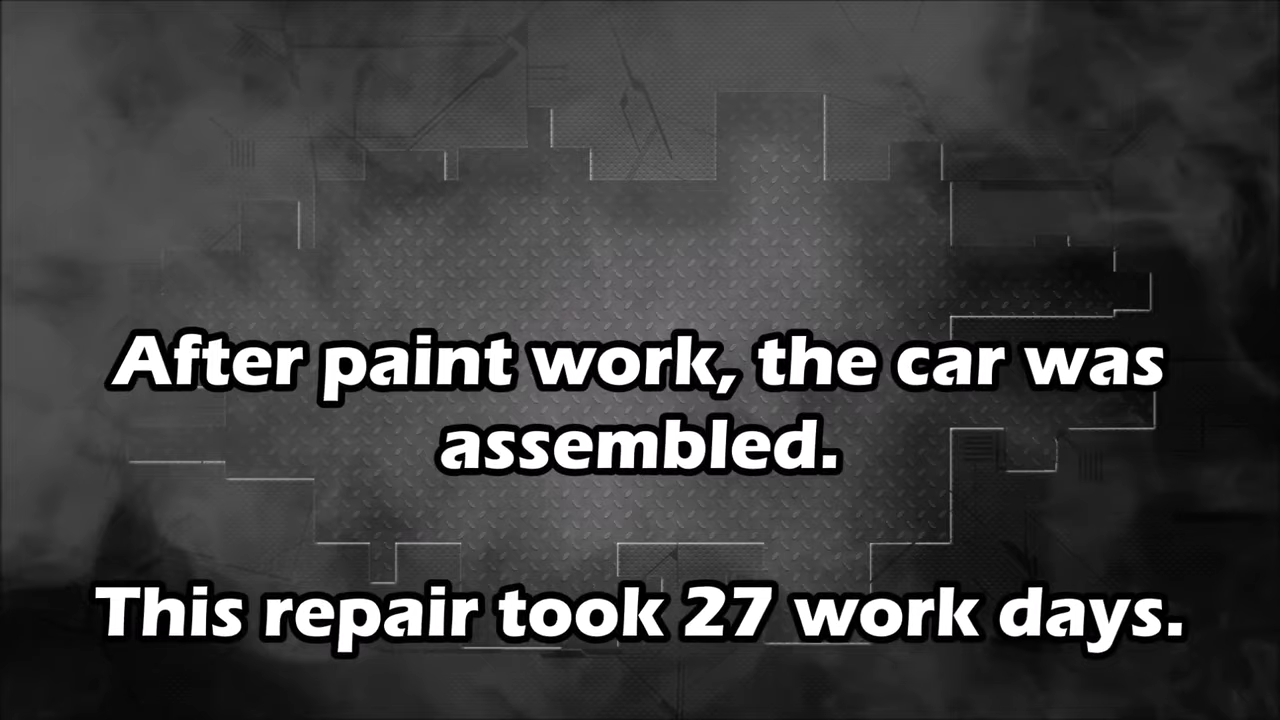 After paint work, the car was
assembled.
This repair took 27 work days.